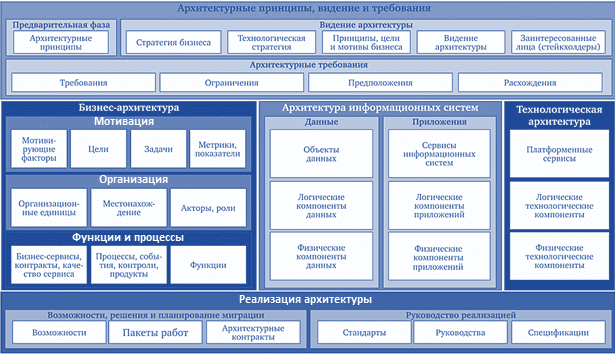 Архитектурные принципы, видение и требования
Предварительная фаза
Архитектурные
принципы
Видение архитектуры
Стратегия бизнеса
Технологическая
стратегия
Принципы, цели
и мотивы бизнеса
Видение
архитектуры
Заинтересованные
лица (стейкхолдеры)
Архитектурные требования
Требования
Ограничения
Предположения
Расхождения
Бизнес-архитектура
Мотивация
Мотиви-
рующие
факторы
Цели
Задачи
Метрики,
показатели
Организация
Организацион-
ные единицы
Местонахож-
дение
Акторы, роли
Функции и процессы
Бизнес-сервисы,
контракты, каче-
ство сервиса
Процессы, собы-
тия, контроли,
продукты
Функции
Архитектура информационных систем
Данные
Объекты
данных
Логические
компоненты
данных
Физические
компоненты
данных
Приложения
Сервисы
информационных
систем
Логические
компоненты
приложений
Физические
компоненты
приложений
Технологическая
архитектура
Платформенные
сервисы
Логические
технологические
компоненты
Физические
технологические
компоненты
Реализация архитектуры
Возможности, решения и планирование миграции
Возможности
Пакеты работ
Архитектурные
контракты
Руководство реализацией
Стандарты
Руководства
Спецификации